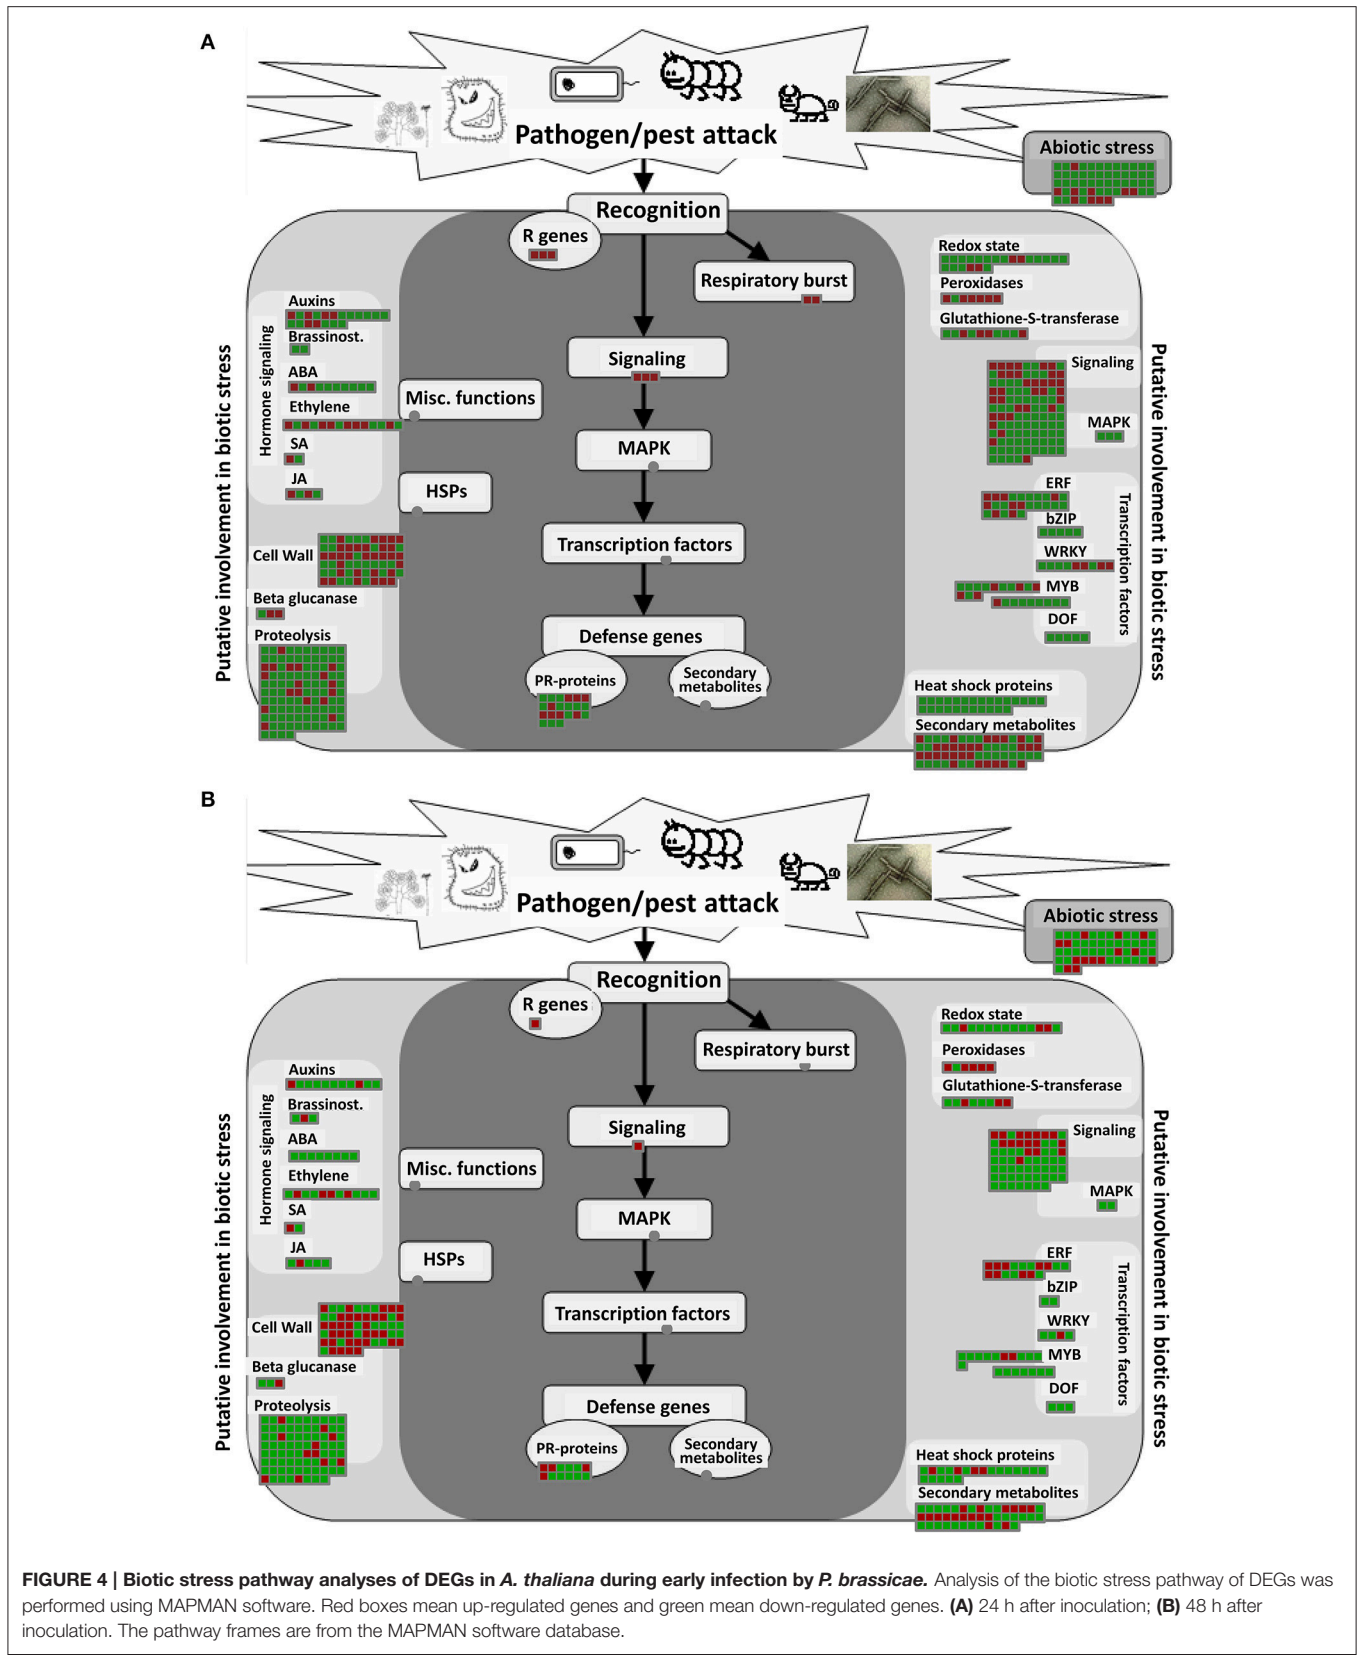 A
Pathogen/pest attack
Abiotic stress
Recognition
R genes
Respiratory burst
Signaling
MAPK
Transcription factors
Defense genes
PR-proteins
Secondary
metabolites
Misc. functions
HSPs
Putative involvement in biotic stress
Hormone signaling
Auxins
Brassinost.
ABA
Ethylene
SA
JA
Cell Wall
Beta glucanase
Proteolysis
Redox state
Peroxidases
Glutathione-S-transferase
Signaling
MAPK
ERF
bZIP
WRKY
MYB
DOF
Transcription factors
Heat shock proteins
Secondary metabolites
Putative involvement in biotic stress
B
Pathogen/pest attack
Abiotic stress
Recognition
R genes
Respiratory burst
Signaling
MAPK
Transcription factors
Defense genes
PR-proteins
Secondary
metabolites
Misc. functions
HSPs
Putative involvement in biotic stress
Hormone signaling
Auxins
Brassinost.
ABA
Ethylene
SA
JA
Cell Wall
Beta glucanase
Proteolysis
Redox state
Peroxidases
Glutathione-S-transferase
Signaling
MAPK
ERF
bZIP
WRKY
MYB
DOF
Transcription factors
Heat shock proteins
Secondary metabolites
Putative involvement in biotic stress
FIGURE 4 | Biotic stress pathway analyses of DEGs in A. thaliana during early infection by P. brassicae. Analysis of the biotic stress pathway of DEGs was
performed using MAPMAN software. Red boxes mean up-regulated genes and green mean down-regulated genes. (A) 24 h after inoculation; (B) 48 h after
inoculation. The pathway frames are from the MAPMAN software database.